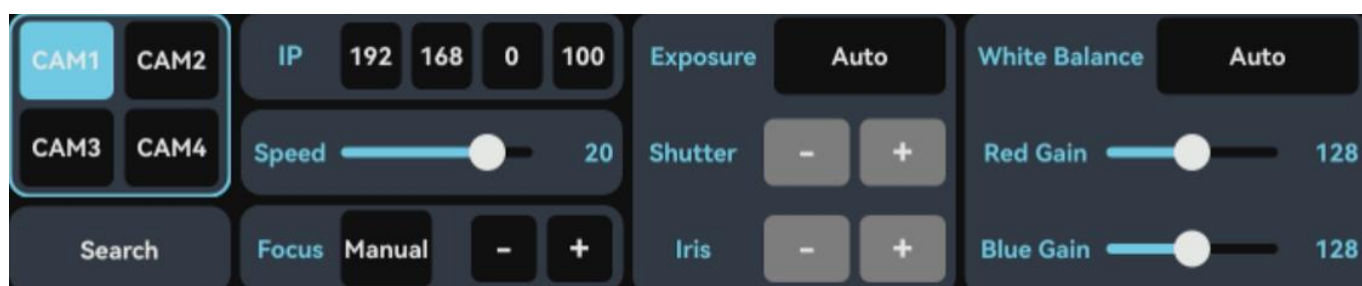 CAM1 CAM2 IP 192 168 0 100 Exposure Auto White Balance Auto
CAM3 CAM4 Speed 20 Shutter - + Red Gain 128
Search Focus Manual - + Iris - + Blue Gain 128